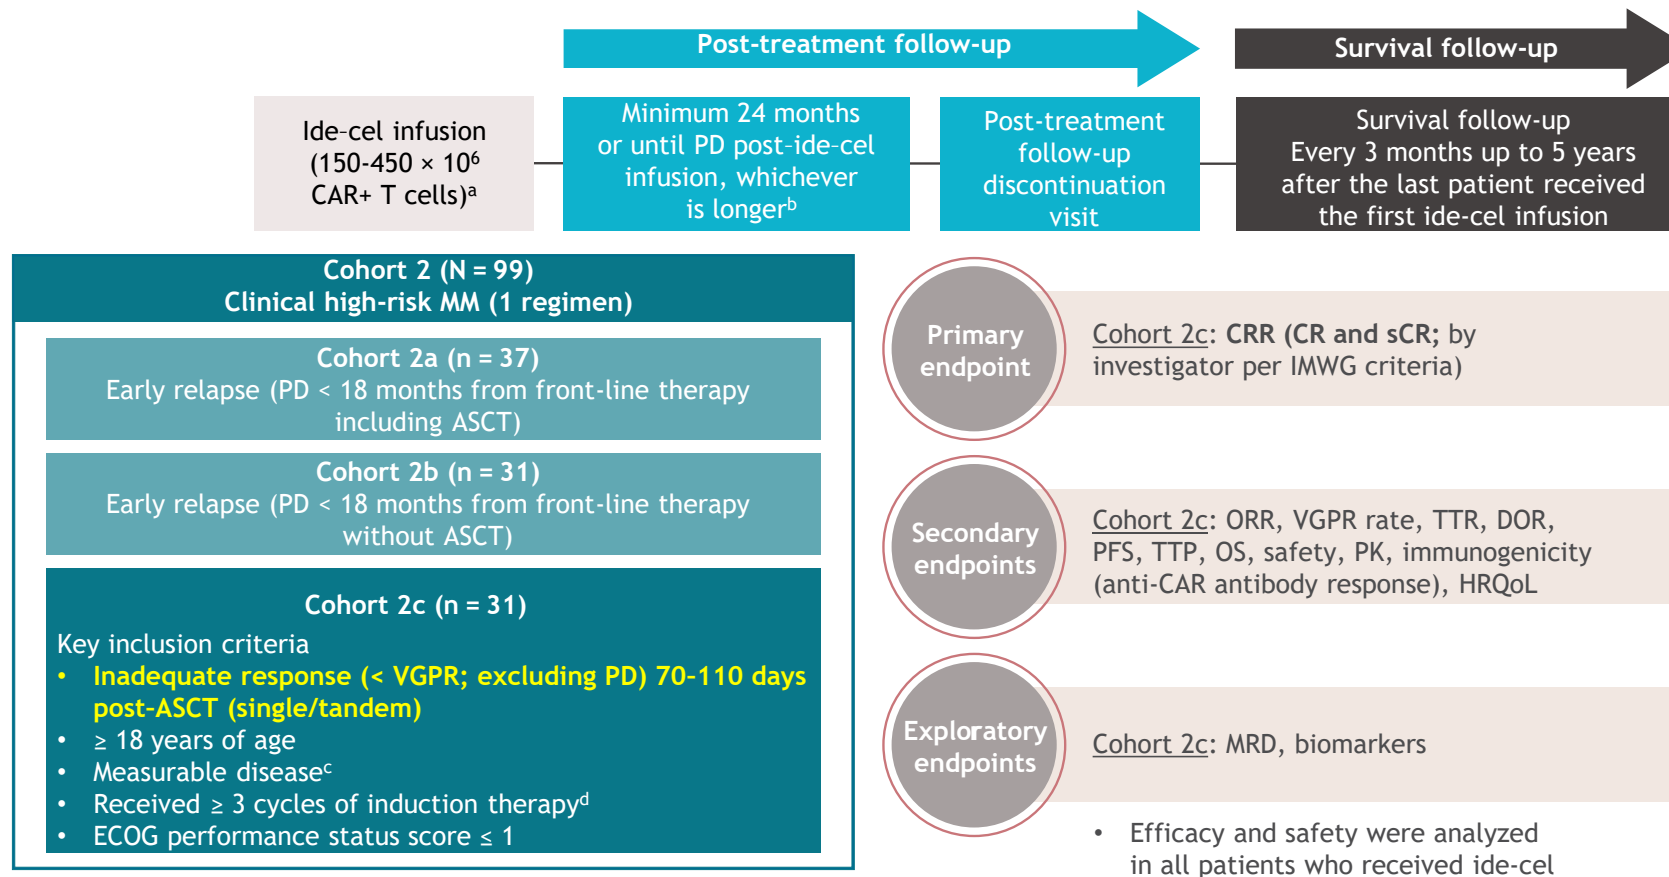 Post-treatment follow-up
Survival follow-up
Ide-cel infusion
(150-450 × 10⁶
CAR+ T cells)ᵃ
Minimum 24 months
or until PD post-ide-cel
infusion, whichever
is longerᵇ
Post-treatment
follow-up
discontinuation
visit
Survival follow-up
Every 3 months up to 5 years
after the last patient received
the first ide-cel infusion
Cohort 2 (N = 99)
Clinical high-risk MM (1 regimen)
Cohort 2a (n = 37)
Early relapse (PD < 18 months from front-line therapy
including ASCT)
Cohort 2b (n = 31)
Early relapse (PD < 18 months from front-line therapy
without ASCT)
Cohort 2c (n = 31)
Key inclusion criteria
• Inadequate response (< VGPR; excluding PD) 70–110 days
post-ASCT (single/tandem)
• ≥ 18 years of age
• Measurable diseaseᶜ
• Received ≥ 3 cycles of induction therapyᵈ
• ECOG performance status score ≤ 1
Primary
endpoint
Cohort 2c: CRR (CR and sCR; by
investigator per IMWG criteria)
Secondary
endpoints
Cohort 2c: ORR, VGPR rate, TTR, DOR,
PFS, TTP, OS, safety, PK, immunogenicity
(anti-CAR antibody response), HRQoL
Exploratory
endpoints
Cohort 2c: MRD, biomarkers
• Efficacy and safety were analyzed
in all patients who received ide-cel